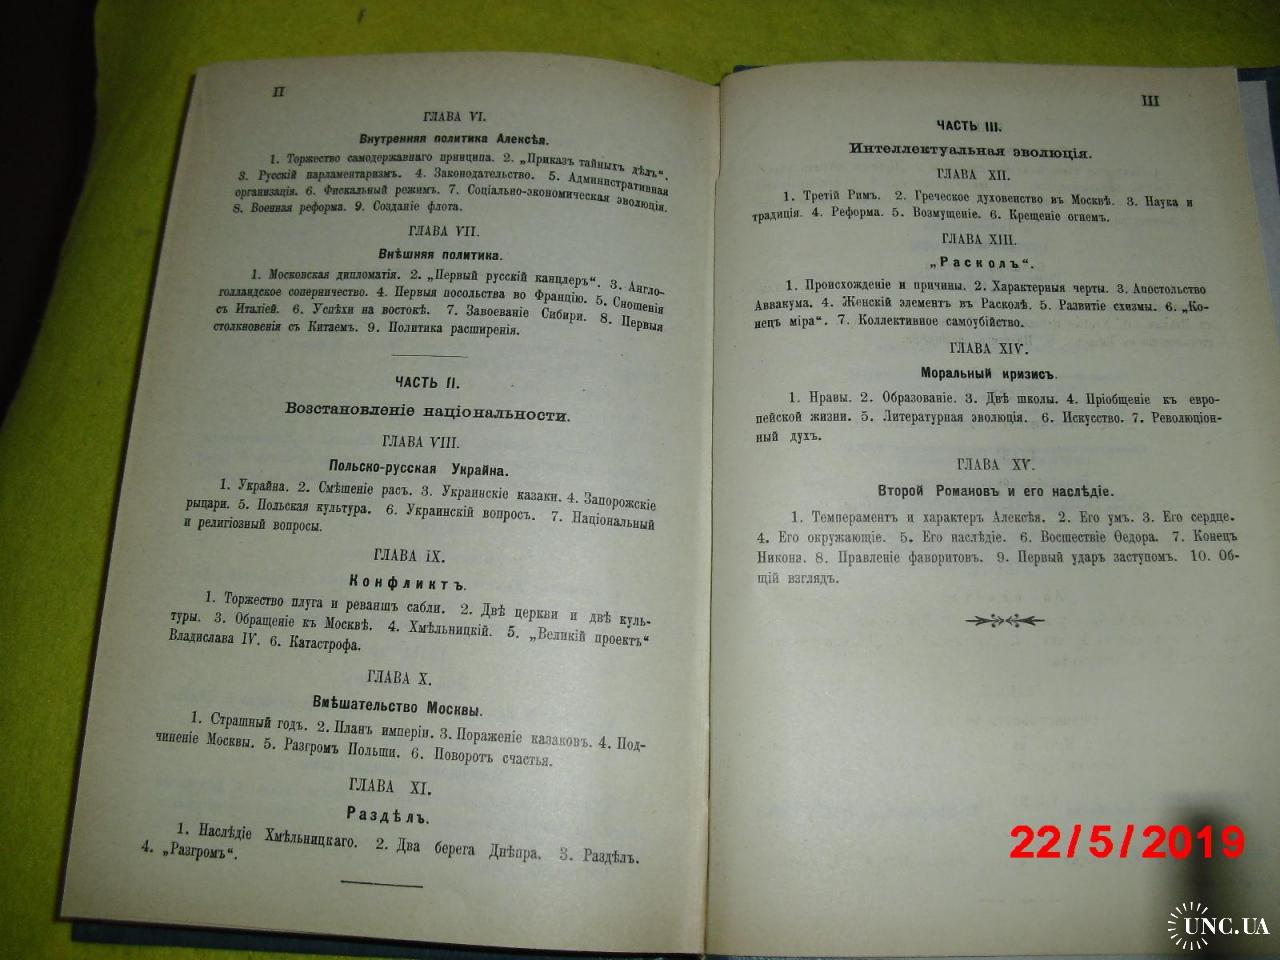 II
ГЛАВА VI.
Внутренняя политика Алексѣя.
1. Торжество самодержавнаго принципа. 2. „Приказъ тайныхъ дѣлъ“.
3. Русскій парламентаризмъ. 4. Законодательство. 5. Административная
организація. 6. Фискальный режимъ. 7. Соціально-экономическая эволюція.
8. Военная реформа. 9. Созданіе флота.
ГЛАВА VII.
Внѣшняя политика.
1. Московская дипломатія. 2. „Первый русскій канцлеръ“. 3. Англо-
голландское соперничество. 4. Первыя посольства во Францію. 5. Сношенія
съ Италіей. 6. Успѣхи на востокѣ. 7. Завоеваніе Сибири. 8. Первыя
столкновенія съ Китаемъ. 9. Политика расширенія.
ЧАСТЬ II.
Возстановленіе національности.
ГЛАВА VIII.
Польско-русская Украйна.
1. Украйна. 2. Смѣшеніе расъ. 3. Украинскіе казаки. 4. Запорожскіе
рыцари. 5. Польская культура. 6. Украинскій вопросъ. 7. Національный
и религіозный вопросы.
ГЛАВА IX.
Конфликтъ.
1. Торжество плуга и реваншъ сабли. 2. Двѣ церкви и двѣ куль-
туры. 3. Обращеніе къ Москвѣ. 4. Хмѣльницкій. 5. „Великій проектъ“
Владислава IV. 6. Катастрофа.
ГЛАВА X.
Вмѣшательство Москвы.
1. Страшный годъ. 2. Планъ имперіи. 3. Пораженіе казаковъ. 4. Под-
чиненіе Москвы. 5. Разгромъ Польши. 6. Поворотъ счастья.
ГЛАВА XI.
Раздѣлъ.
1. Наслѣдіе Хмѣльницкаго. 2. Два берега Днѣпра. 3. Раздѣлъ.
4. „Разгромъ“.
III
ЧАСТЬ III.
Интеллектуальная эволюція.
ГЛАВА XII.
1. Третій Римъ. 2. Греческое духовенство въ Москвѣ. 3. Наука и
традиція. 4. Реформа. 5. Возмущеніе. 6. Крещеніе огнемъ.
ГЛАВА XIII.
„Расколъ“.
1. Происхожденіе и причины. 2. Характерныя черты. 3. Апостольство
Аввакума. 4. Женскій элементъ въ Расколѣ. 5. Развитіе схизмы. 6. „Ко-
нецъ міра“. 7. Коллективное самоубійство.
ГЛАВА XIV.
Моральный кризисъ.
1. Нравы. 2. Образованіе. 3. Двѣ школы. 4. Пріобщеніе къ евро-
пейской жизни. 5. Литературная эволюція. 6. Искусство. 7. Революціон-
ный духъ.
ГЛАВА XV.
Второй Романовъ и его наслѣдіе.
1. Темпераментъ и характеръ Алексѣя. 2. Его умъ. 3. Его сердце.
4. Его окружающіе. 5. Его наслѣдіе. 6. Восшествіе Ѳедора. 7. Конецъ
Никона. 8. Правленіе фаворитовъ. 9. Первый ударъ заступомъ. 10. Об-
щій взглядъ.
22/5/2019
UNC.UA